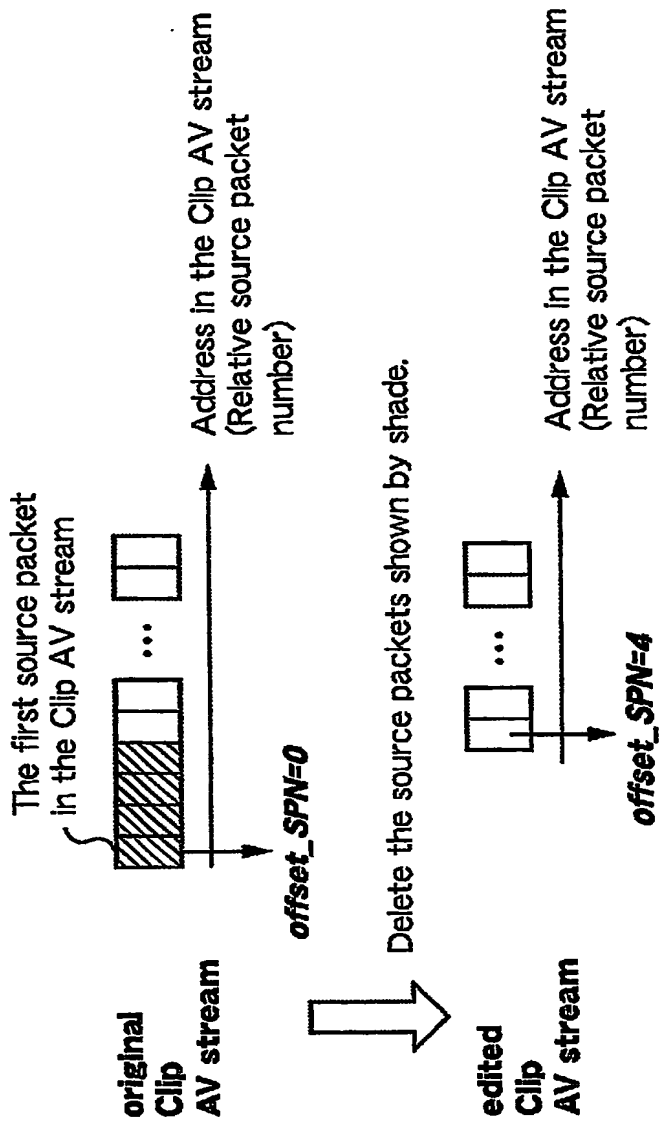 The first source packet
in the Clip AV stream
original
Clip
AV stream
...
offset_SPN=0
Address in the Clip AV stream
(Relative source packet
number)
Delete the source packets shown by shade.
edited
Clip
AV stream
...
offset_SPN=4
Address in the Clip AV stream
(Relative source packet
number)